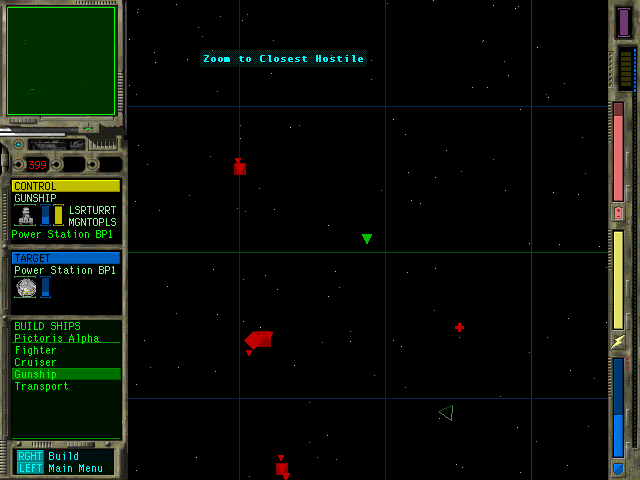 Zoom to Closest Hostile
399
CONTROL
GUNSHIP
LSRTURRT
MGNTOPLS
Power Station BP1
TARGET
Power Station BP1
BUILD SHIPS
Pictoris Alpha
Fighter
Cruiser
Gunship
Transport
RGHT Build
LEFT Main Menu